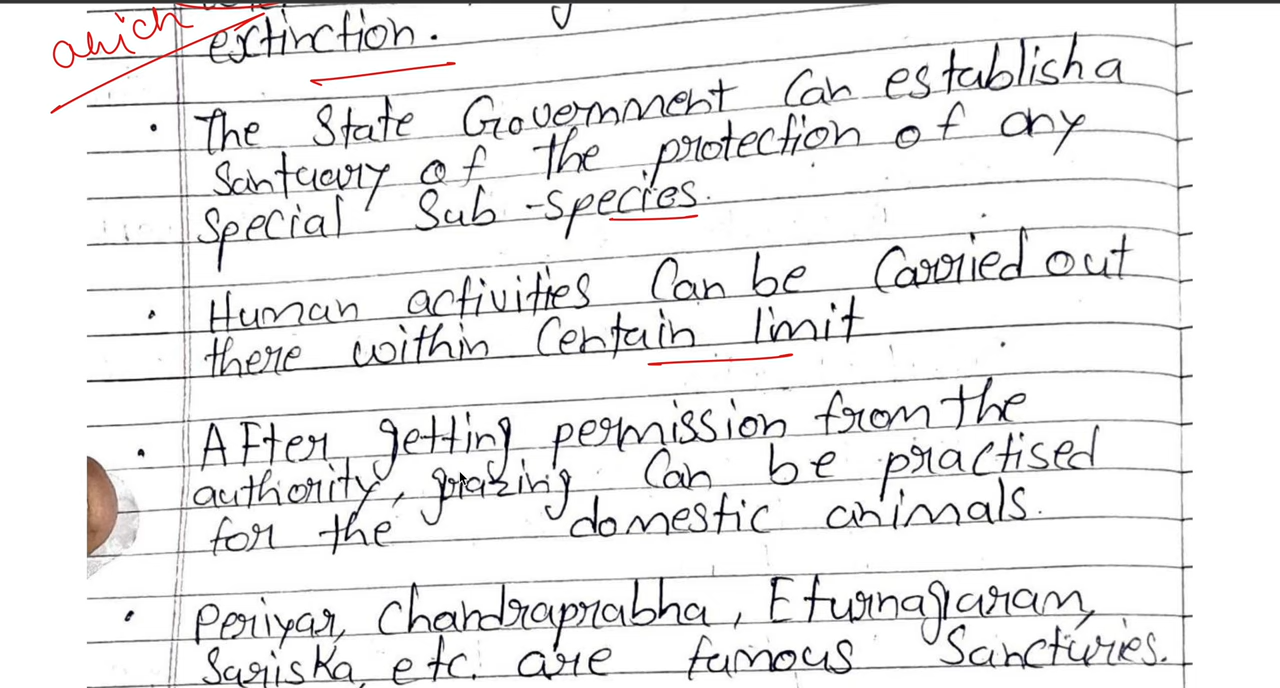 which
extinction.
• The State Government Can establish a
Santuary of the protection of any
Special Sub-species.
• Human activities Can be Carried out
there within Certain limit
• AFter getting permission from the
authority, grazing Can be practised
for the domestic animals.
• Periyar, Chandraprabha, Eturnagaram,
Sariska, etc. are famous Sancturies.